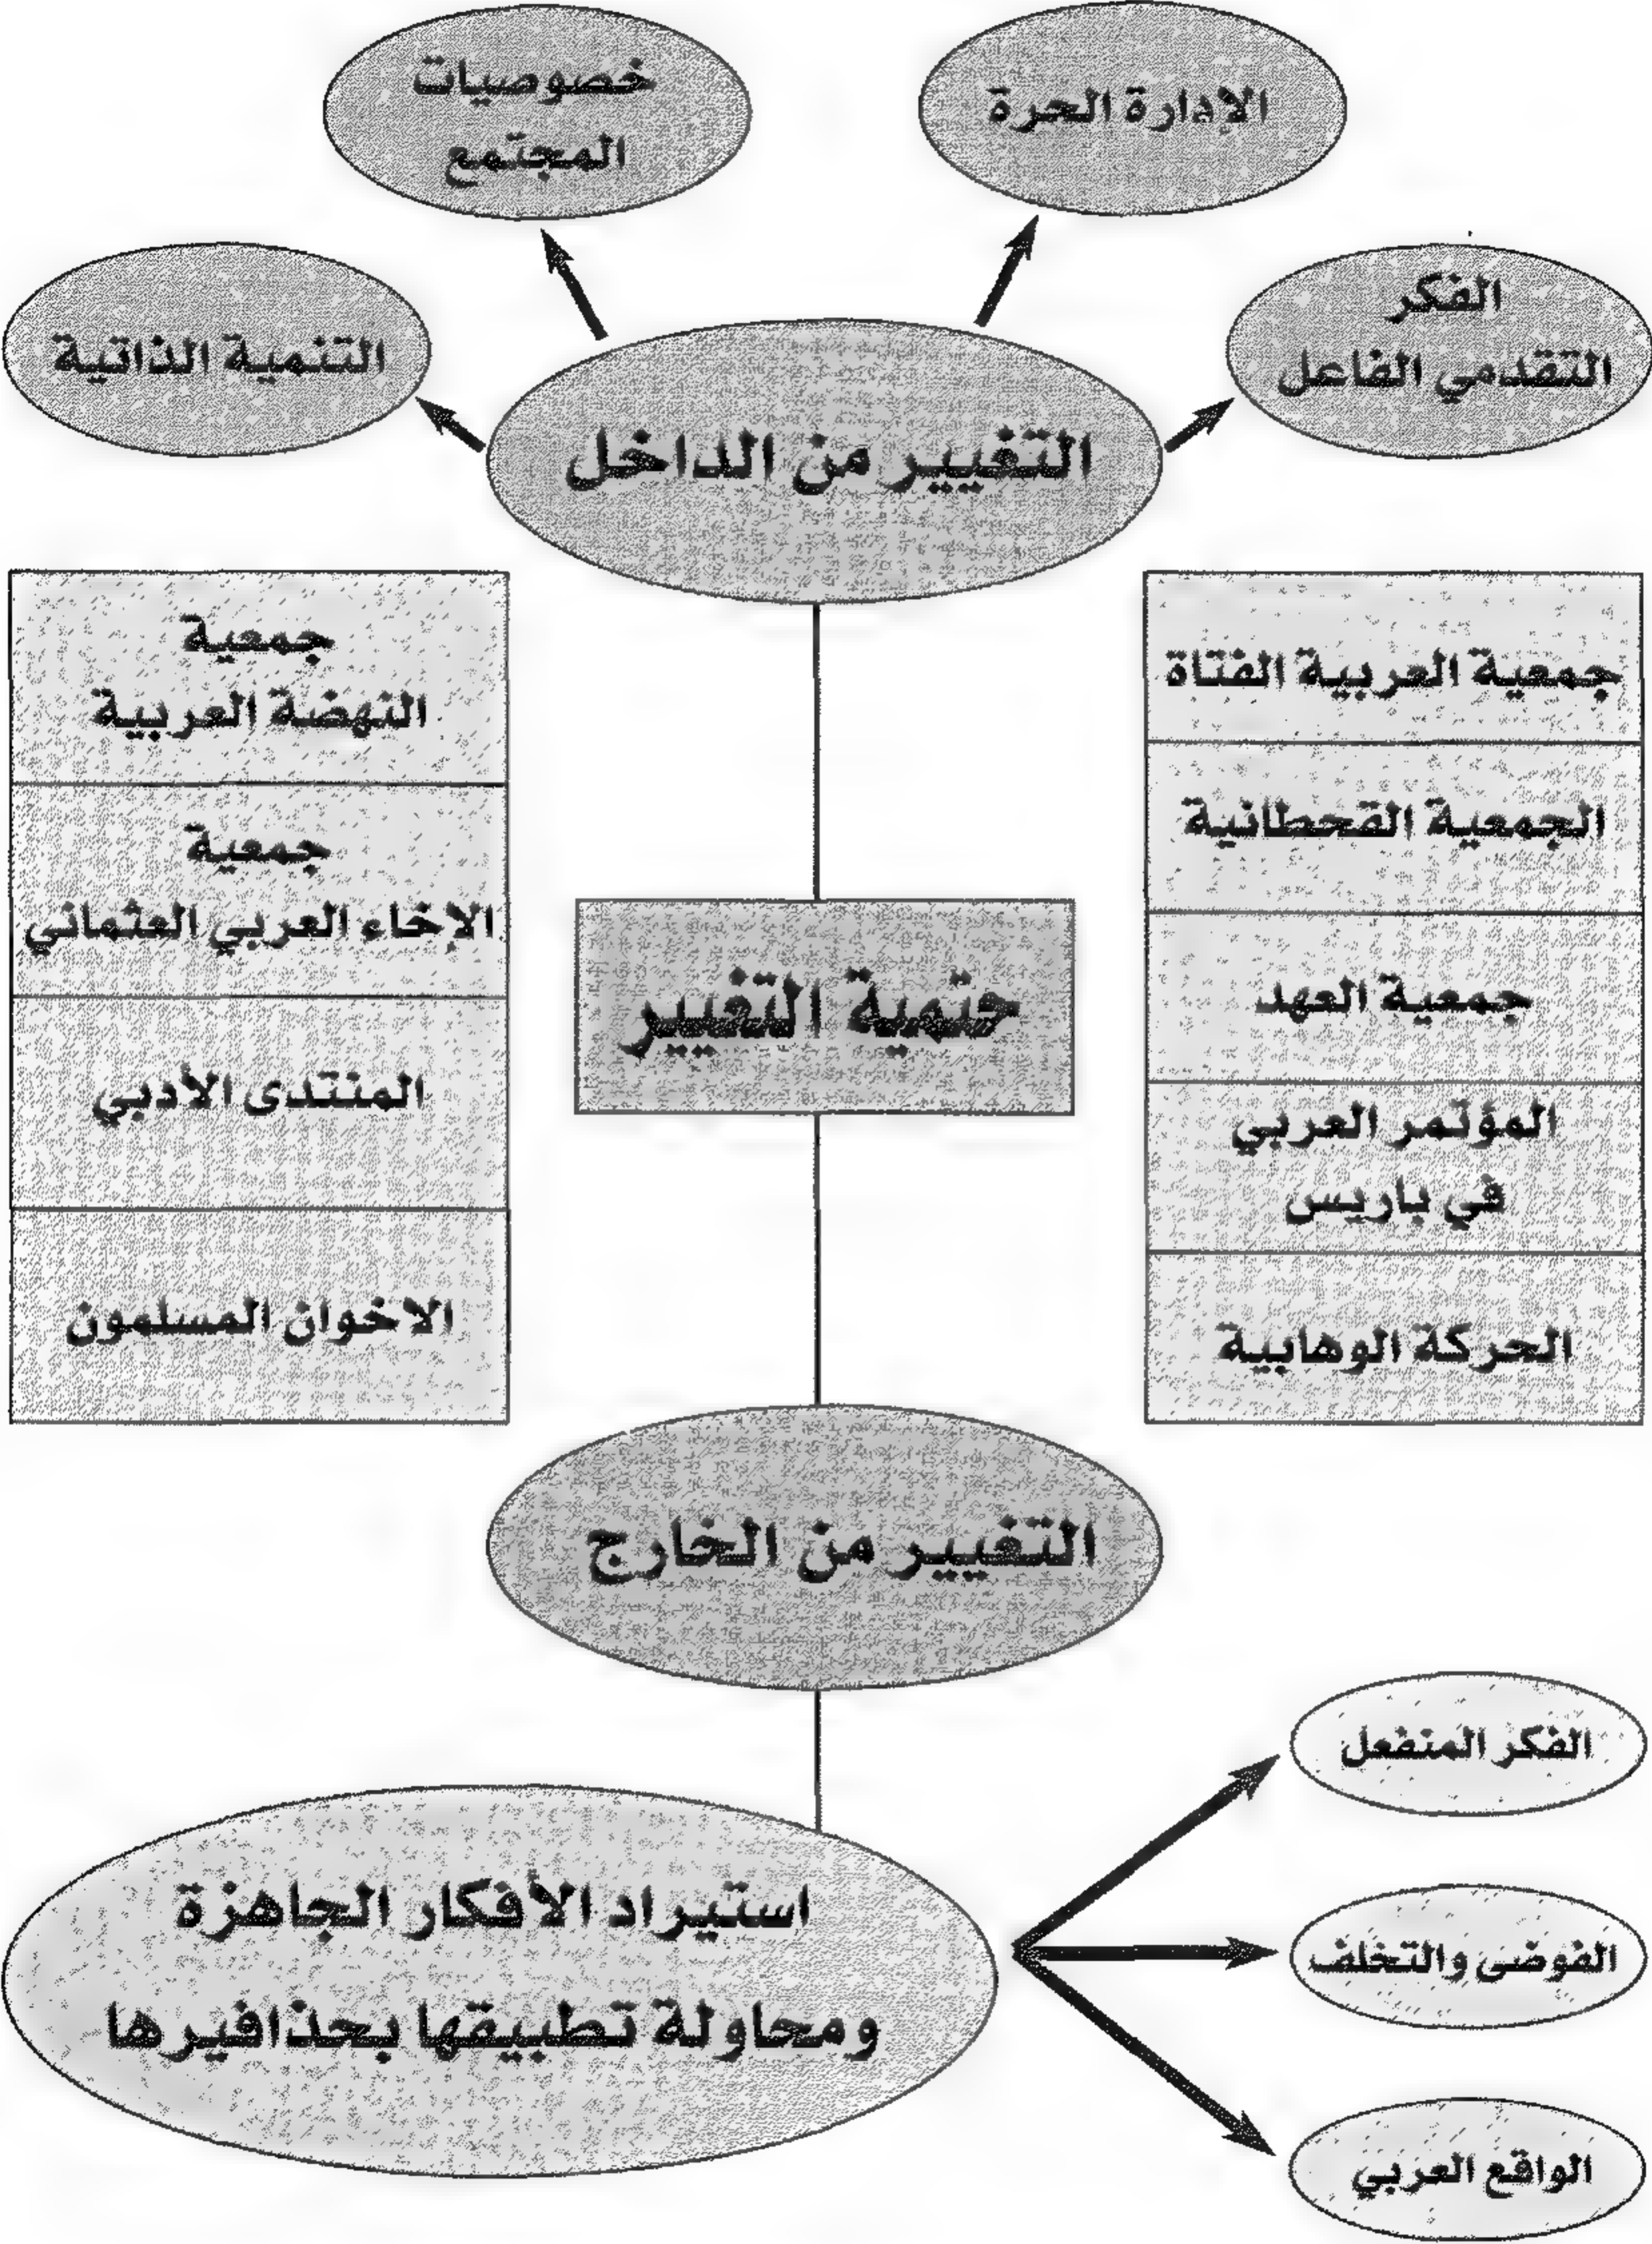 الإدارة الحرة
خصوصيات
المجتمع
الفكر
التقدمي الفاعل
التنمية الذاتية
التغيير من الداخل
جمعية العربية الفتاة
الجمعية القحطانية
جمعية العهد
المؤتمر العربي
في باريس
الحركة الوهابية
حتمية التغيير
جمعية
النهضة العربية
جمعية
الإخاء العربي العثماني
المنتدى الأدبي
الاخوان المسلمون
التغيير من الخارج
استيراد الأفكار الجاهزة
ومحاولة تطبيقها بحذافيرها
الفكر المنفعل
الفوضى والتخلف
الواقع العربي